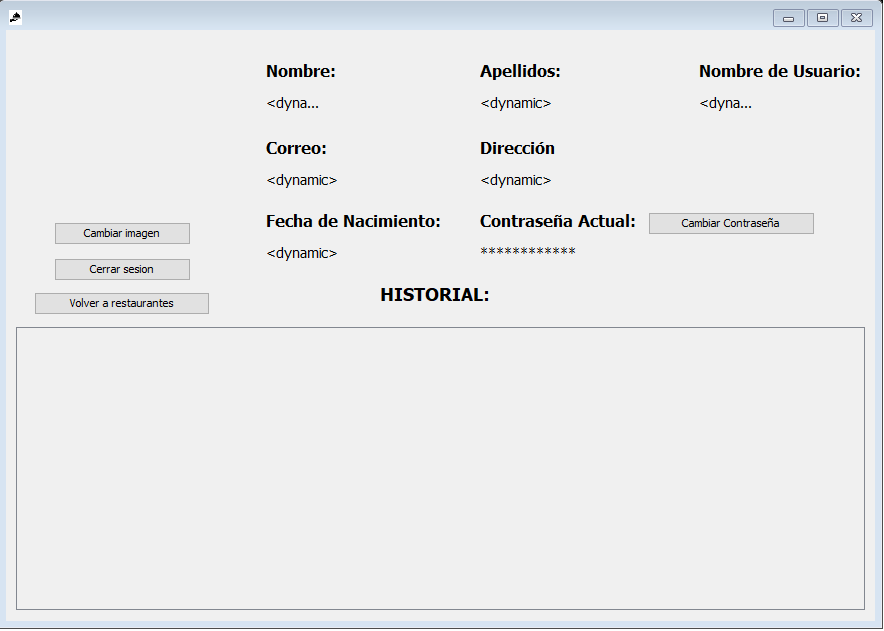 Nombre: Apellidos: Nombre de Usuario:
<dyna... <dynamic> <dyna...
Correo: Dirección
<dynamic> <dynamic>
Fecha de Nacimiento: Contraseña Actual: Cambiar Contraseña
Cambiar imagen
<dynamic> ************
Cerrar sesion
Volver a restaurantes
HISTORIAL: